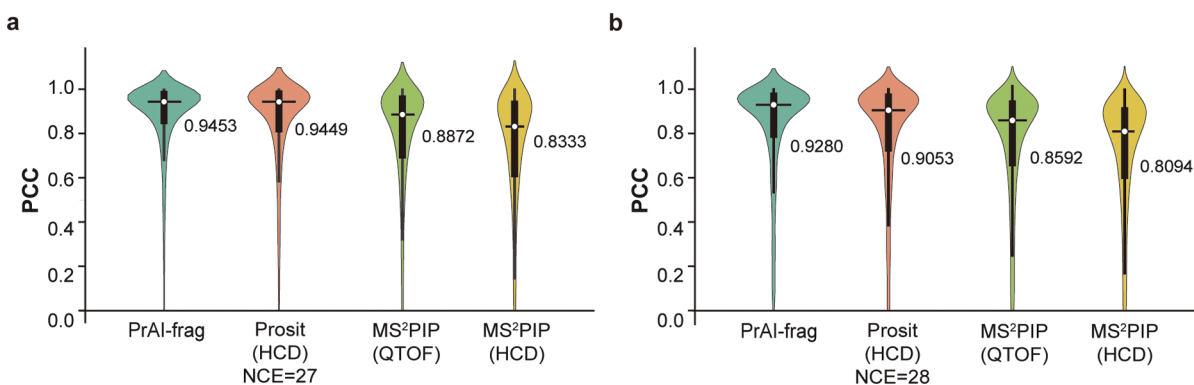 a
PCC
1.0
0.8
0.6
0.4
0.2
0.0
0.9453
0.9449
0.8872
0.8333
PrAI-frag
Prosit
(HCD)
NCE=27
MS²PIP
(QTOF)
MS²PIP
(HCD)
b
PCC
1.0
0.8
0.6
0.4
0.2
0.0
0.9280
0.9053
0.8592
0.8094
PrAI-frag
Prosit
(HCD)
NCE=28
MS²PIP
(QTOF)
MS²PIP
(HCD)